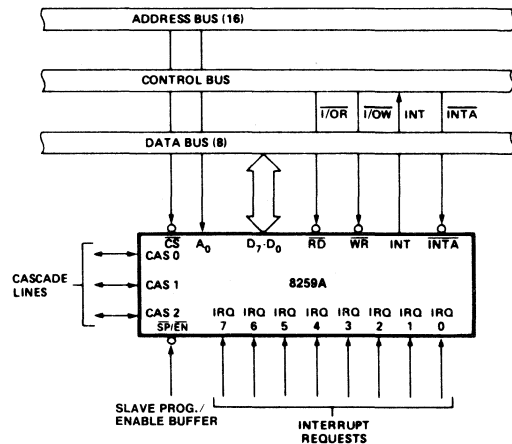 ADDRESS BUS (16)
CONTROL BUS
I/OR I/OW INT INTA
DATA BUS (8)
CS A0 D7-D0 RD WR INT INTA
CAS 0
CASCADE
LINES
CAS 1
8259A
CAS 2
SP/EN
IRQ IRQ IRQ IRQ IRQ IRQ IRQ IRQ
7 6 5 4 3 2 1 0
SLAVE PROG./
ENABLE BUFFER
INTERRUPT
REQUESTS